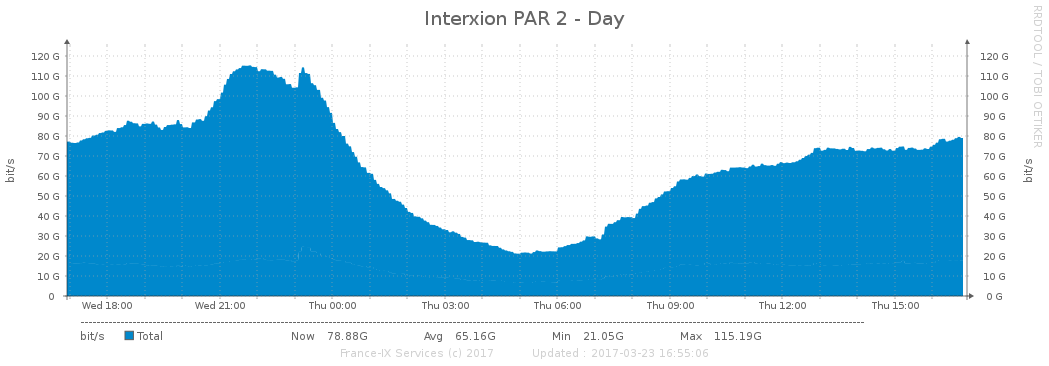 Interxion PAR 2 - Day
RRDTOOL / TOBI OETIKER
bit/s
120 G
110 G
100 G
90 G
80 G
70 G
60 G
50 G
40 G
30 G
20 G
10 G
0
120 G
110 G
100 G
90 G
80 G
70 G
60 G
50 G
40 G
30 G
20 G
10 G
0 G
bit/s
Wed 18:00 Wed 21:00 Thu 00:00 Thu 03:00 Thu 06:00 Thu 09:00 Thu 12:00 Thu 15:00
bit/s Total Now 78.88G Avg 65.16G Min 21.05G Max 115.19G
France-IX Services (c) 2017 Updated : 2017-03-23 16:55:06